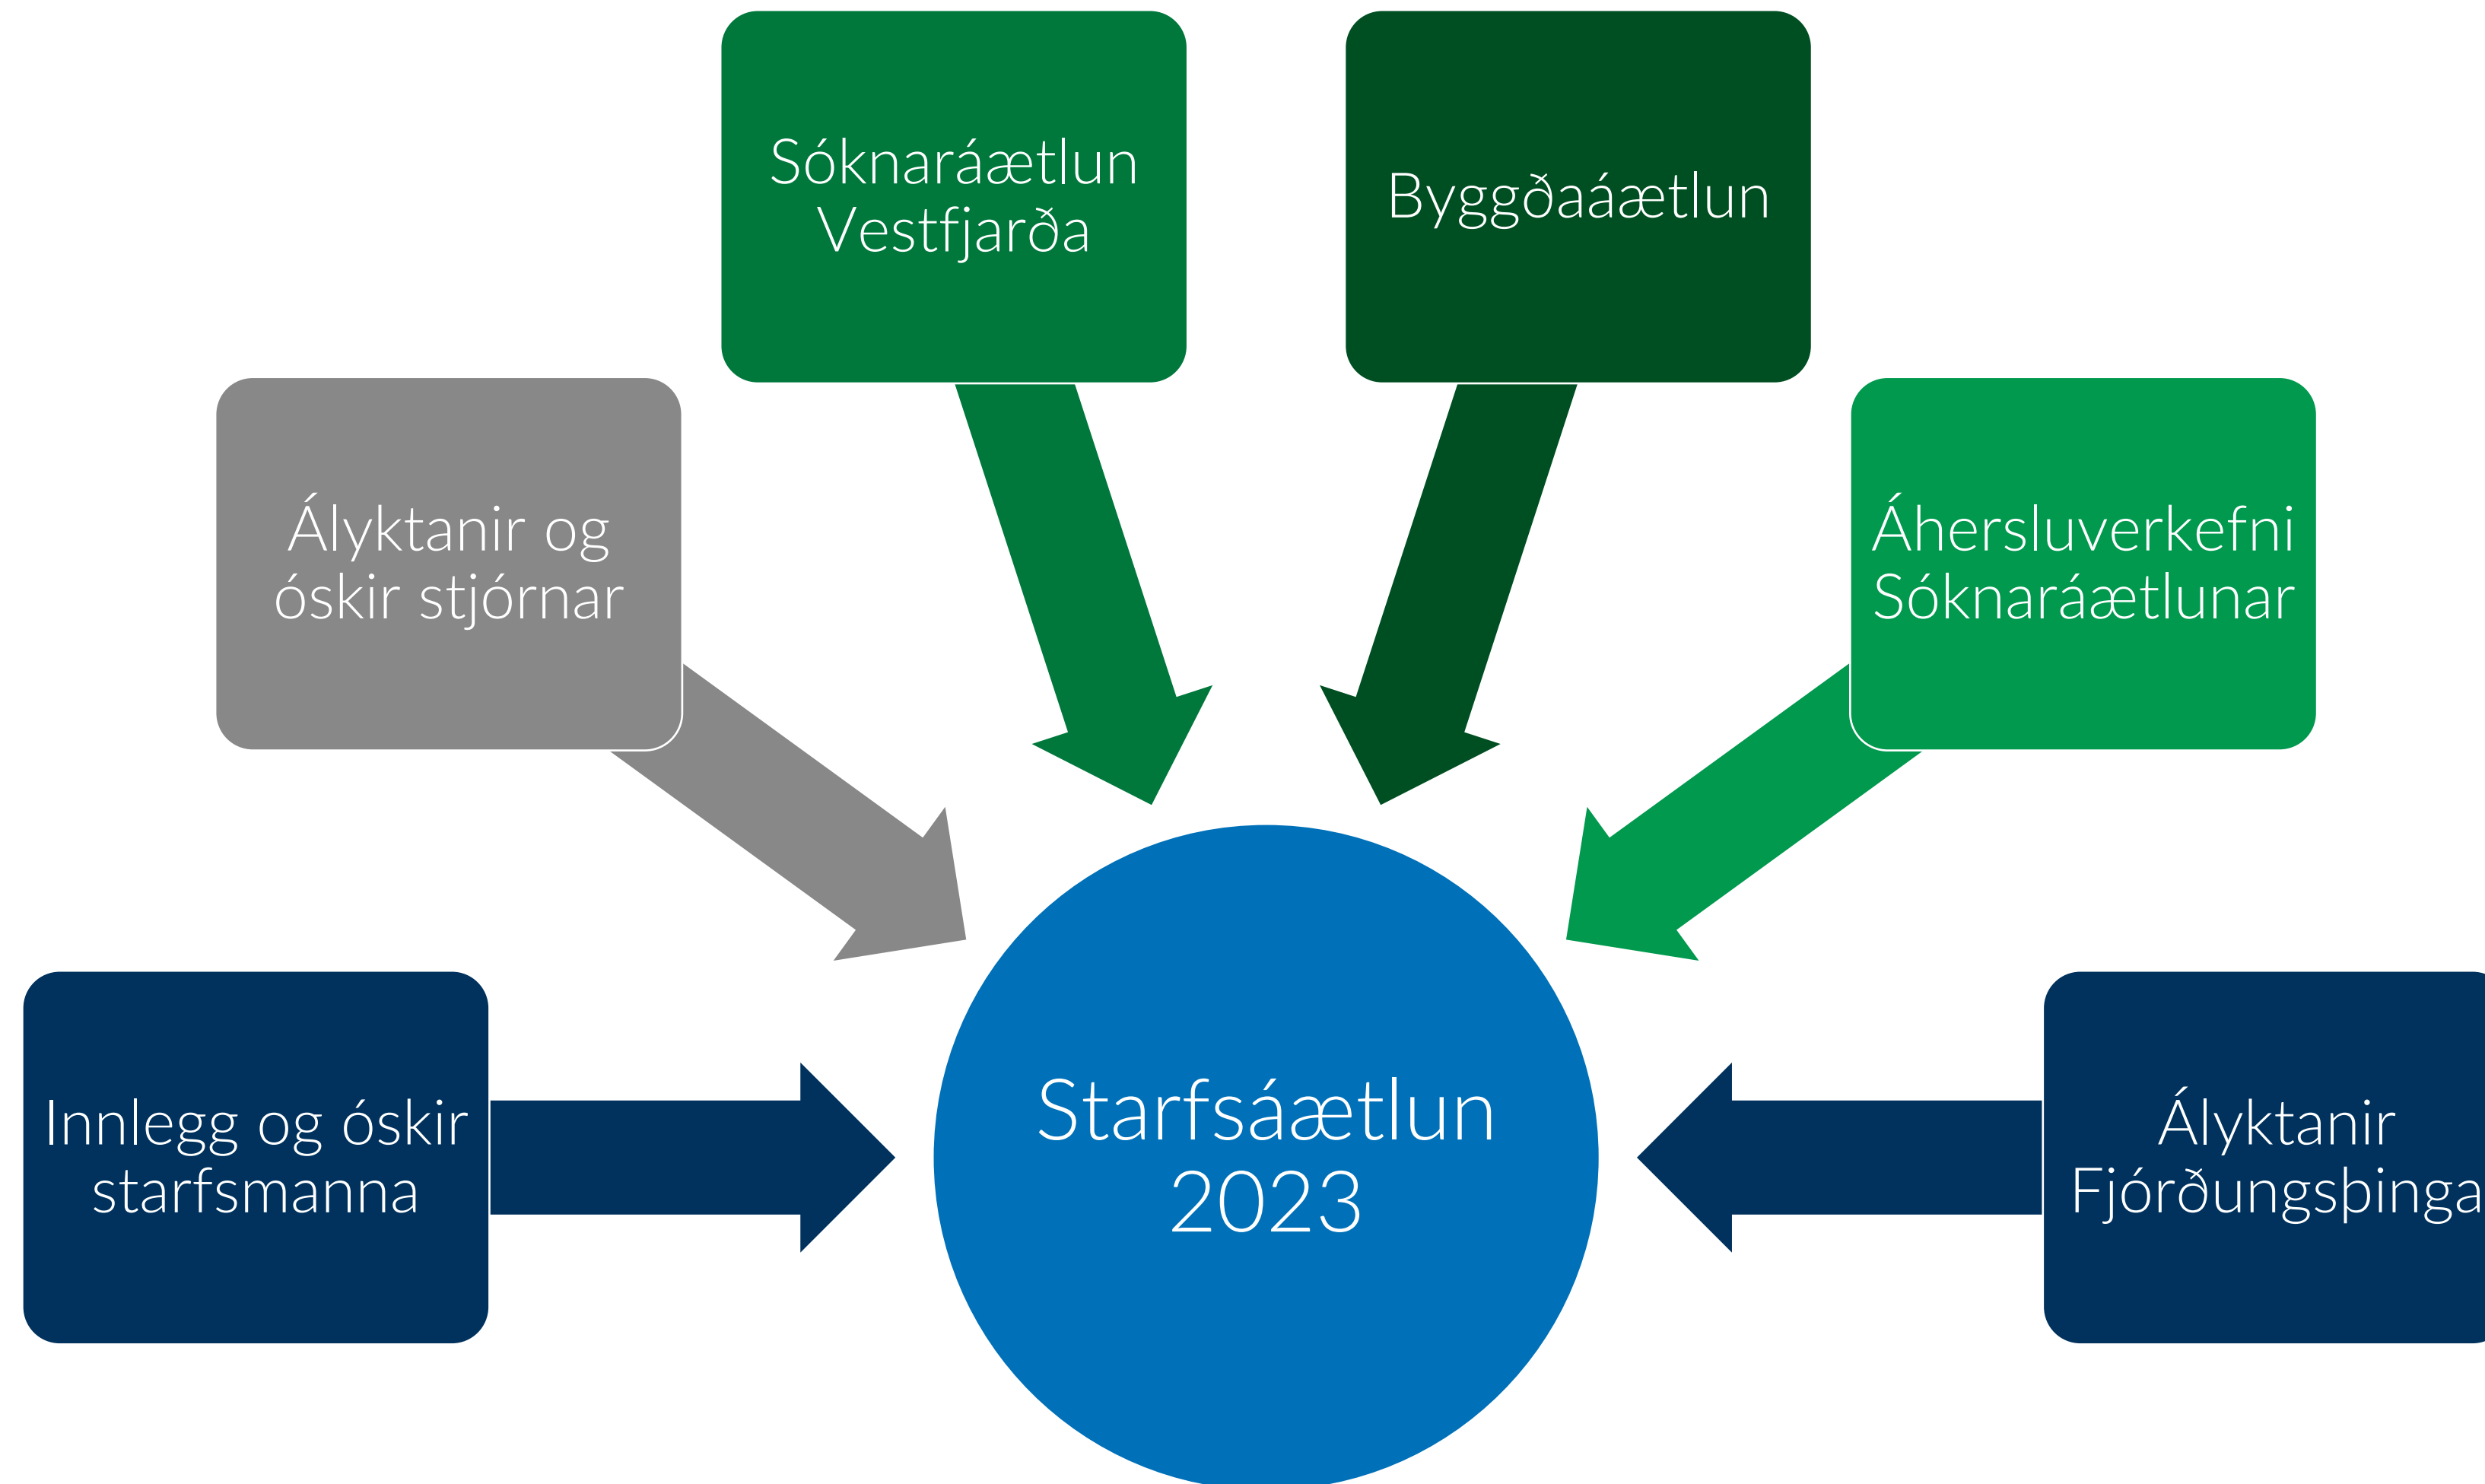 Sóknaráætlun
Vestfjarða
Byggðaáætlun
Ályktanir og
óskir stjórnar
Áhersluverkefni
Sóknaráætlunar
Innlegg og óskir
starfsmanna
Starfsáætlun
2023
Ályktanir
Fjórðungsþinga